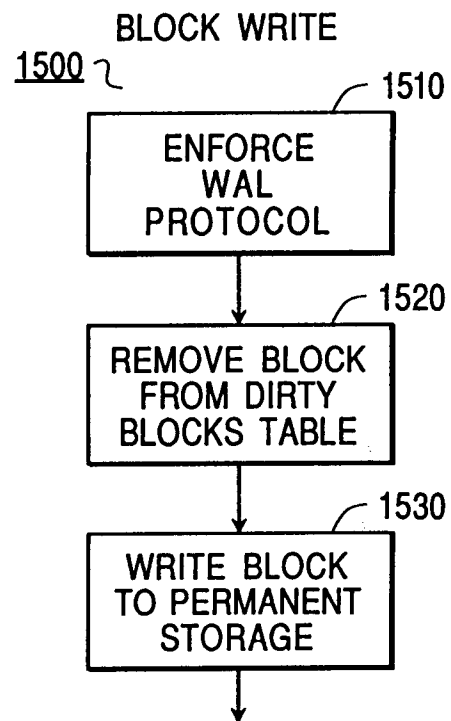 BLOCK WRITE
1500
1510
ENFORCE
WAL
PROTOCOL
1520
REMOVE BLOCK
FROM DIRTY
BLOCKS TABLE
1530
WRITE BLOCK
TO PERMANENT
STORAGE